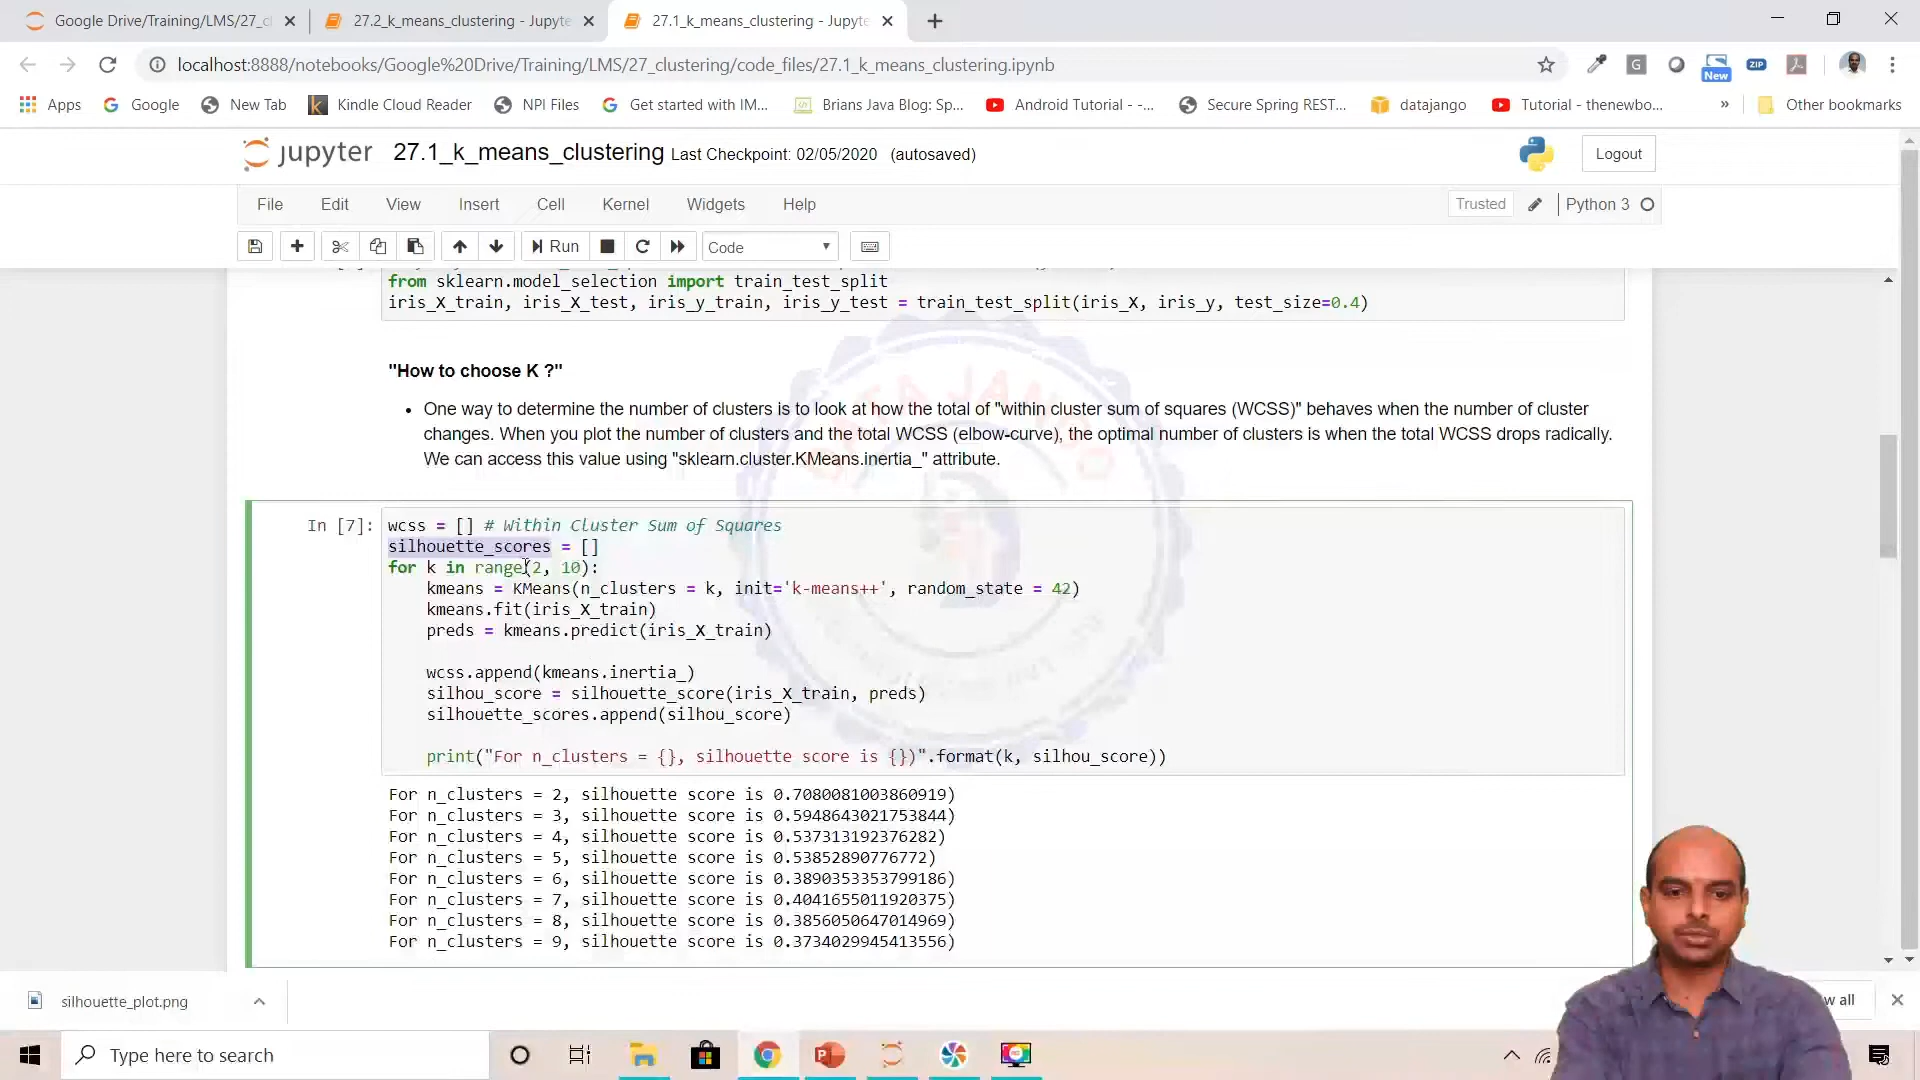 Google Drive/Training/LMS/27_cl
27.2_k_means_clustering - Jupyte
27.1_k_means_clustering - Jupyte
localhost:8888/notebooks/Google%20Drive/Training/LMS/27_clustering/code_files/27.1_k_means_clustering.ipynb
New
ZIP
Apps Google New Tab Kindle Cloud Reader NPI Files Get started with IM... Brians Java Blog: Sp... Android Tutorial - -... Secure Spring REST... datajango Tutorial - thenewbo... » Other bookmarks
jupyter 27.1_k_means_clustering Last Checkpoint: 02/05/2020 (autosaved)
Logout
File Edit View Insert Cell Kernel Widgets Help Trusted Python 3
Run Code
from sklearn.model_selection import train_test_split
iris_X_train, iris_X_test, iris_y_train, iris_y_test = train_test_split(iris_X, iris_y, test_size=0.4)
"How to choose K ?"
• One way to determine the number of clusters is to look at how the total of "within cluster sum of squares (WCSS)" behaves when the number of cluster
changes. When you plot the number of clusters and the total WCSS (elbow-curve), the optimal number of clusters is when the total WCSS drops radically.
We can access this value using "sklearn.cluster.KMeans.inertia_" attribute.
In [7]: wcss = [] # Within Cluster Sum of Squares
silhouette_scores = []
for k in range(2, 10):
kmeans = KMeans(n_clusters = k, init='k-means++', random_state = 42)
kmeans.fit(iris_X_train)
preds = kmeans.predict(iris_X_train)
wcss.append(kmeans.inertia_)
silhou_score = silhouette_score(iris_X_train, preds)
silhouette_scores.append(silhou_score)
print("For n_clusters = {}, silhouette score is {})".format(k, silhou_score))
For n_clusters = 2, silhouette score is 0.7080081003860919)
For n_clusters = 3, silhouette score is 0.5948643021753844)
For n_clusters = 4, silhouette score is 0.537313192376282)
For n_clusters = 5, silhouette score is 0.53852890776772)
For n_clusters = 6, silhouette score is 0.3890353353799186)
For n_clusters = 7, silhouette score is 0.4041655011920375)
For n_clusters = 8, silhouette score is 0.3856050647014969)
For n_clusters = 9, silhouette score is 0.3734029945413556)
silhouette_plot.png
w all
Type here to search